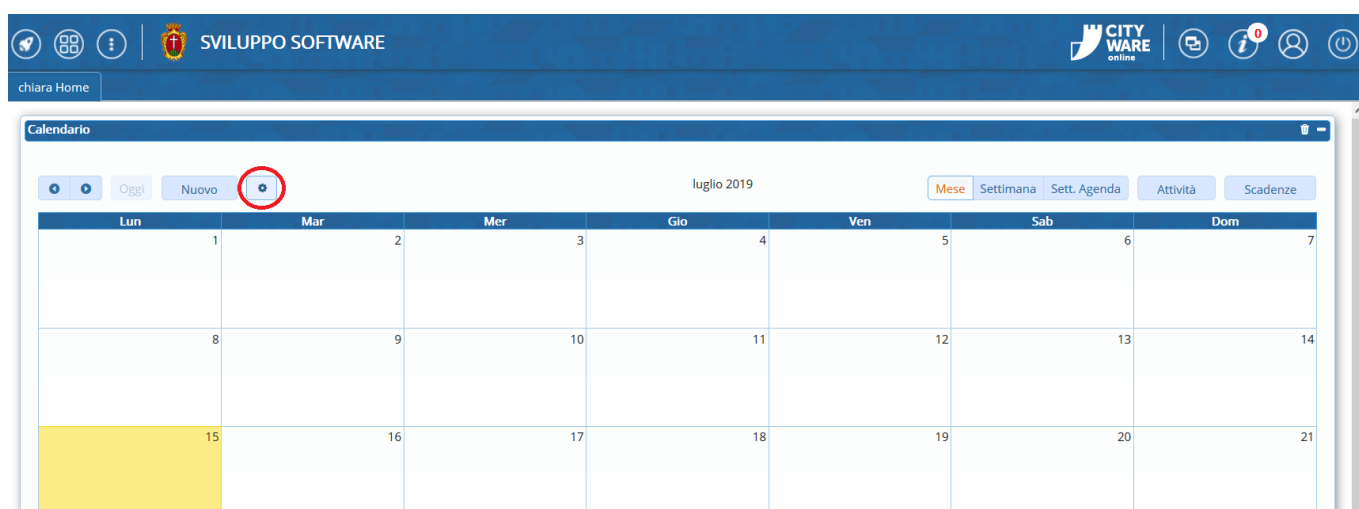 SVILUPPO SOFTWARE
CITY
WARE
online
0
chiara Home
Calendario
Oggi Nuovo luglio 2019 Mese Settimana Sett. Agenda Attività Scadenze
Lun Mar Mer Gio Ven Sab Dom
1 2 3 4 5 6 7
8 9 10 11 12 13 14
15 16 17 18 19 20 21